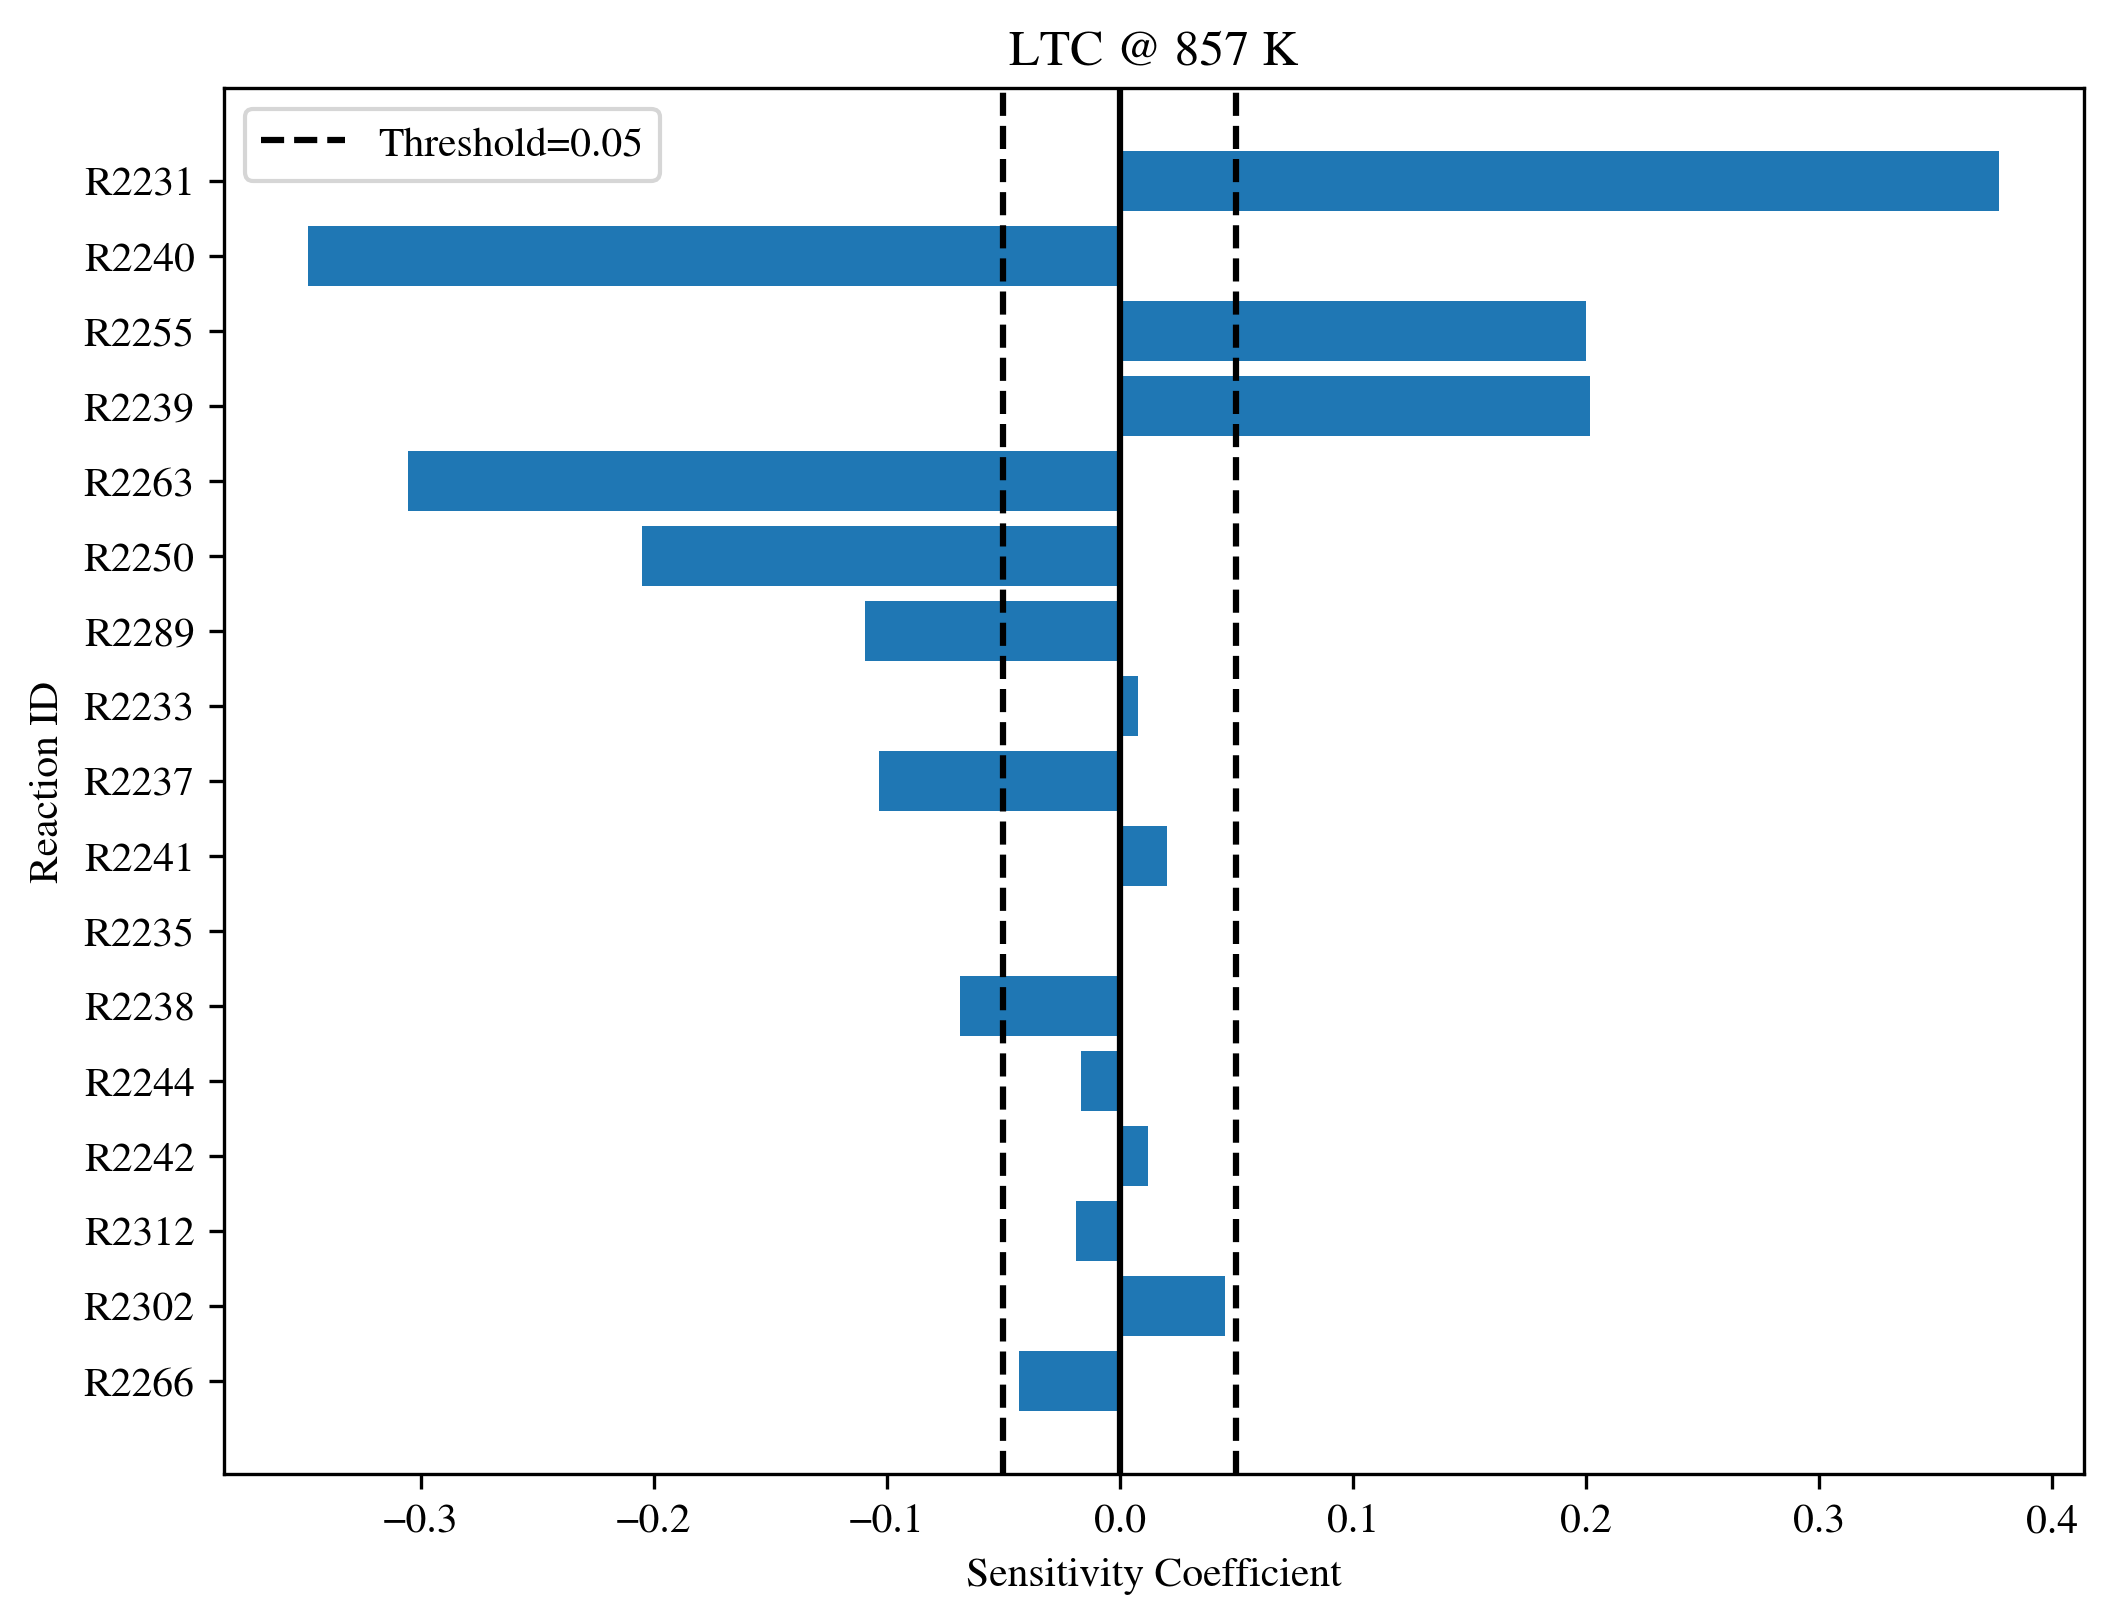 LTC @ 857 K
Threshold=0.05
R2231
R2240
R2255
R2239
R2263
R2250
R2289
R2233
R2237
R2241
R2235
R2238
R2244
R2242
R2312
R2302
R2266
Reaction ID
−0.3 −0.2 −0.1 0.0 0.1 0.2 0.3 0.4
Sensitivity Coefficient